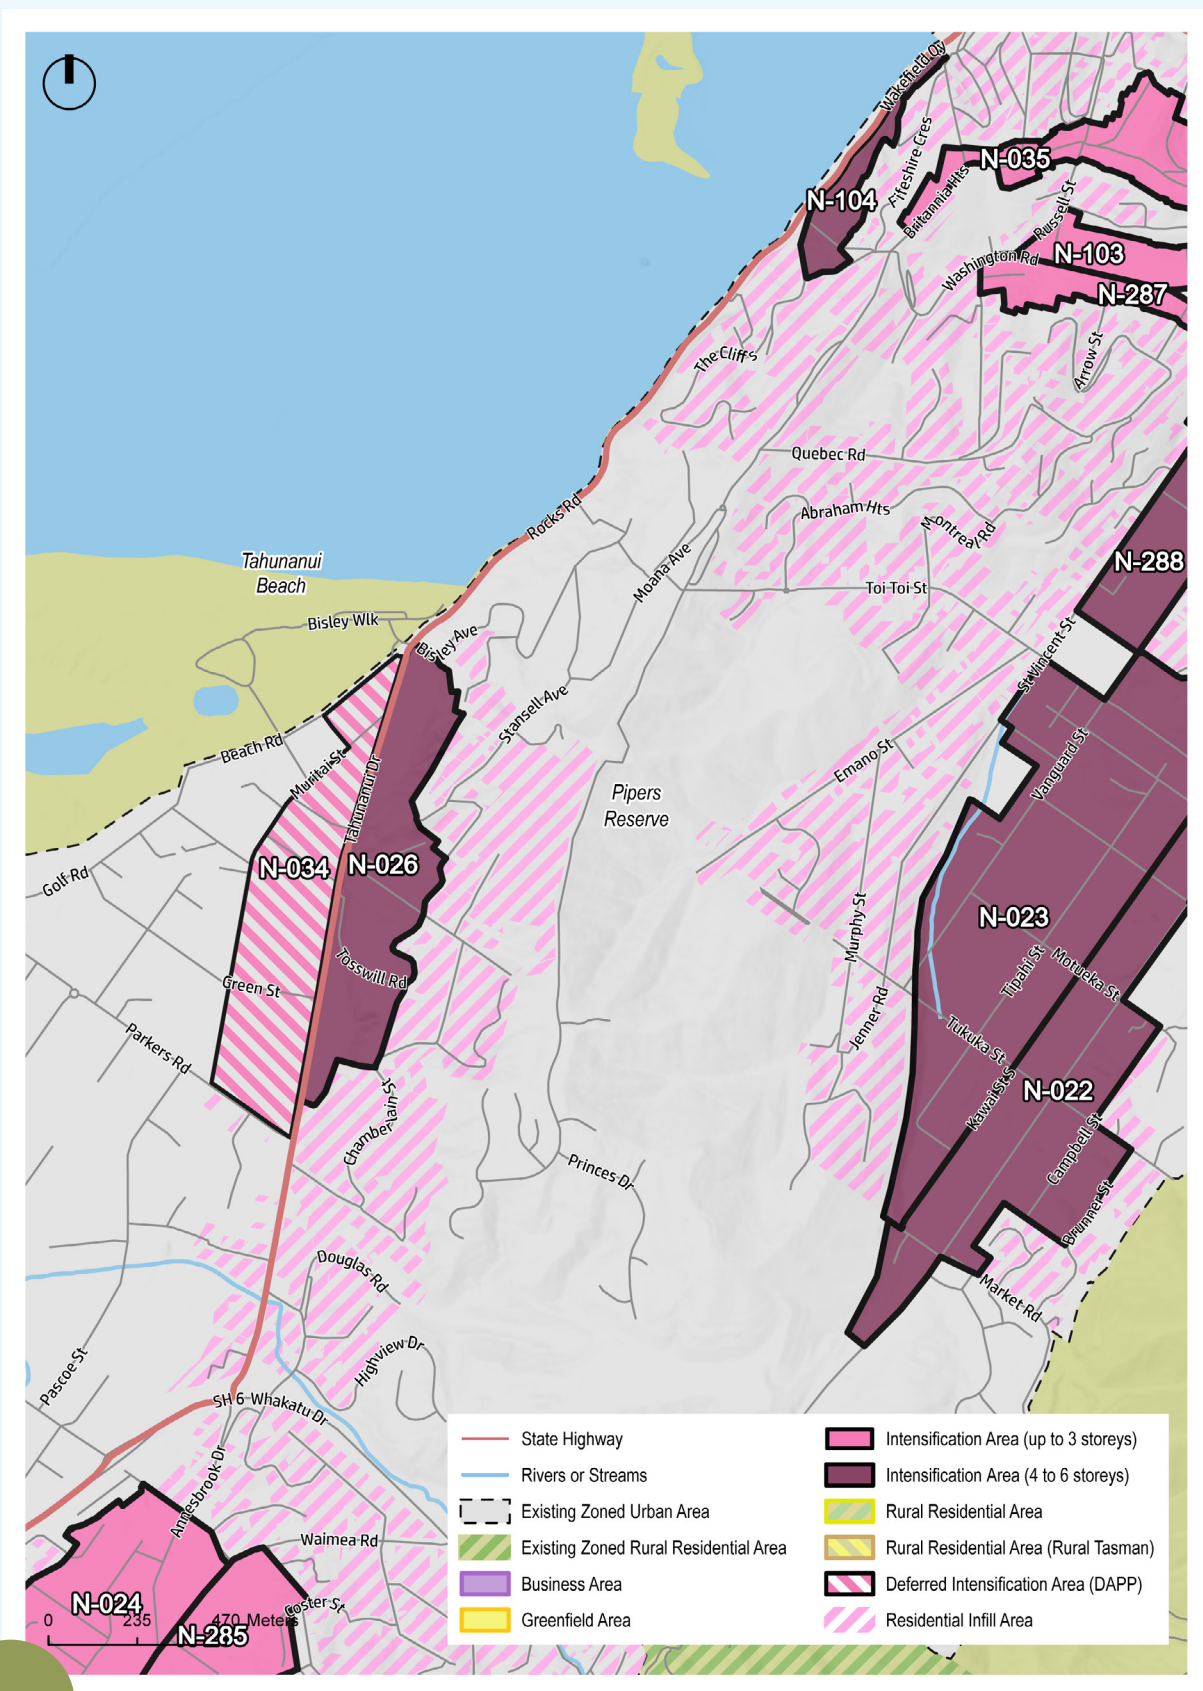 Wakefield Qy
Fifeshire Cres
N-035
Britannia Hts
N-104
Russell St
N-103
Washington Rd
N-287
The Cliffs
Arrow St
Quebec Rd
Abraham Hts
Montreal Rd
Rocks Rd
Tahunanui
Beach
Moana Ave
N-288
Toi Toi St
Bisley Wlk
Bisley Ave
St Vincent St
Stansell Ave
Beach Rd
Muritai St
Tahunanui Dr
Emano St
Vanguard St
Pipers
Reserve
N-034
N-026
Golf Rd
Murphy St
N-023
Tosswill Rd
Green St
Tipahi St
Motueka St
Jenner Rd
Tukuka St
Parkers Rd
Kawai St S
N-022
Chamberlain St
Campbell St
Princes Dr
Brunner St
Douglas Rd
Market Rd
Highview Dr
Pascoe St
SH 6 Whakatu Dr
Annesbrook Dr
Waimea Rd
N-024
Coster St
N-285
0 235 470 Meters
State Highway
Rivers or Streams
Existing Zoned Urban Area
Existing Zoned Rural Residential Area
Business Area
Greenfield Area
Intensification Area (up to 3 storeys)
Intensification Area (4 to 6 storeys)
Rural Residential Area
Rural Residential Area (Rural Tasman)
Deferred Intensification Area (DAPP)
Residential Infill Area